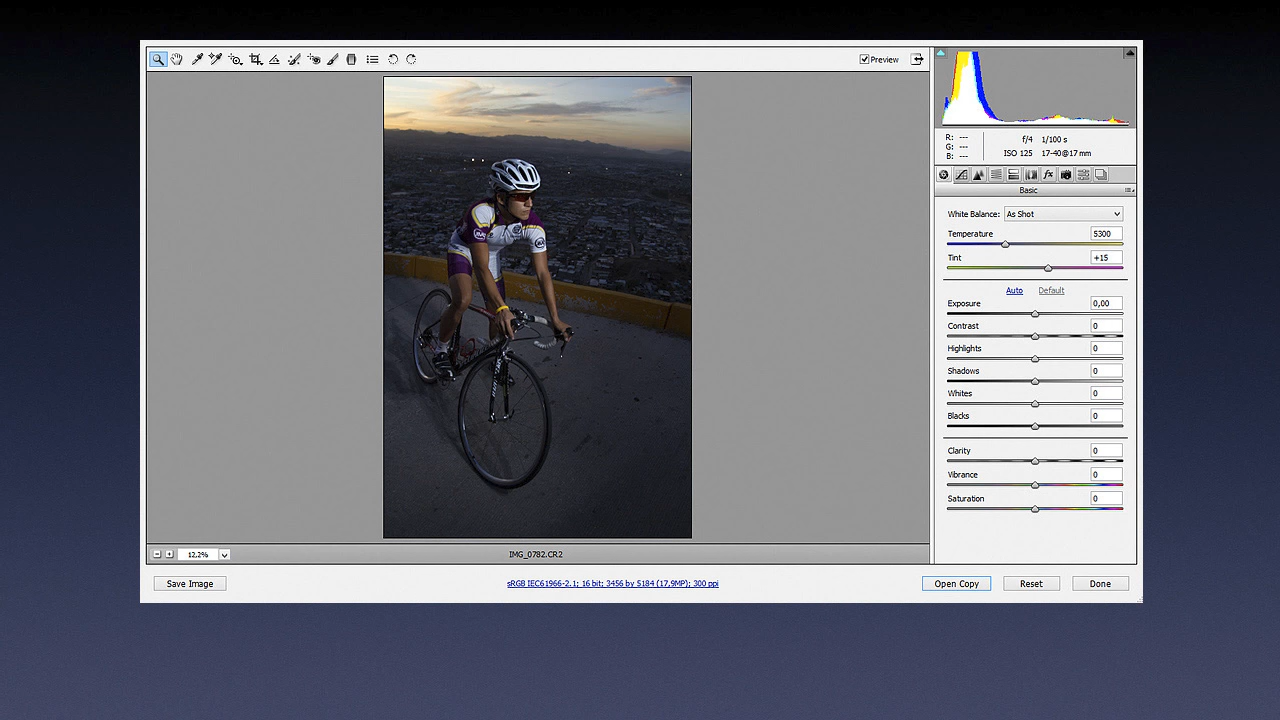 Preview
R: ---
G: ---
B: ---
f/4 1/100 s
ISO 125 17-40@17 mm
fx
Basic
White Balance: As Shot
Temperature 5300
Tint +15
Auto Default
Exposure 0,00
Contrast 0
Highlights 0
Shadows 0
Whites 0
Blacks 0
Clarity 0
Vibrance 0
Saturation 0
12,2% IMG_0782.CR2
Save Image sRGB IEC61966-2.1; 16 bit; 3456 by 5184 (17,9MP); 300 ppi Open Copy Reset Done